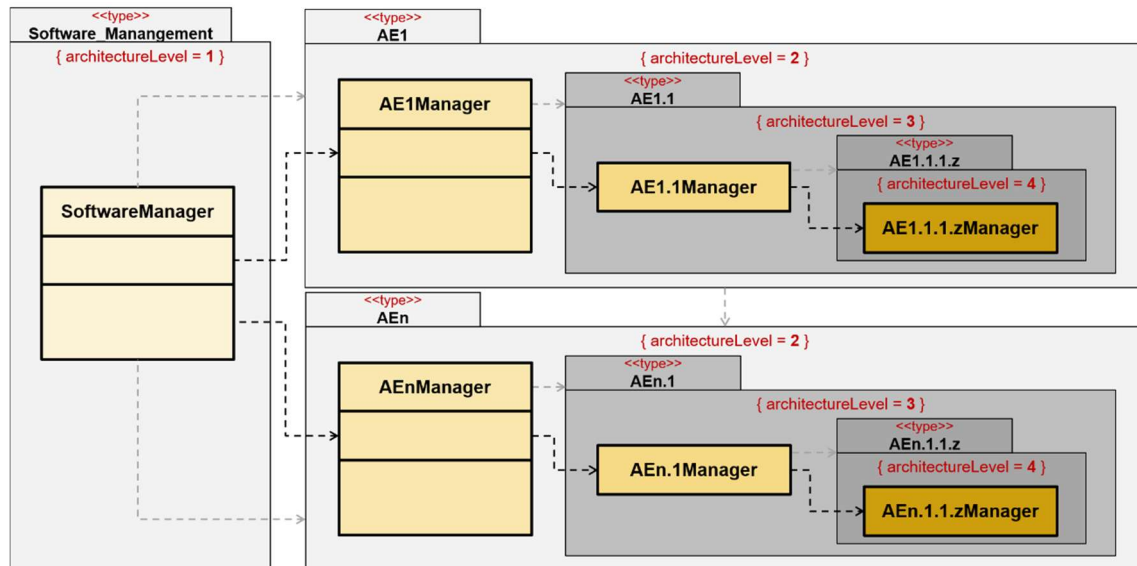 <<type>>
Software Manangement
{ architectureLevel = 1 }
SoftwareManager
<<type>>
AE1
{ architectureLevel = 2 }
AE1Manager
<<type>>
AE1.1
{ architectureLevel = 3 }
AE1.1Manager
<<type>>
AE1.1.1.z
{ architectureLevel = 4 }
AE1.1.1.zManager
<<type>>
AEn
{ architectureLevel = 2 }
AEnManager
<<type>>
AEn.1
{ architectureLevel = 3 }
AEn.1Manager
<<type>>
AEn.1.1.z
{ architectureLevel = 4 }
AEn.1.1.zManager